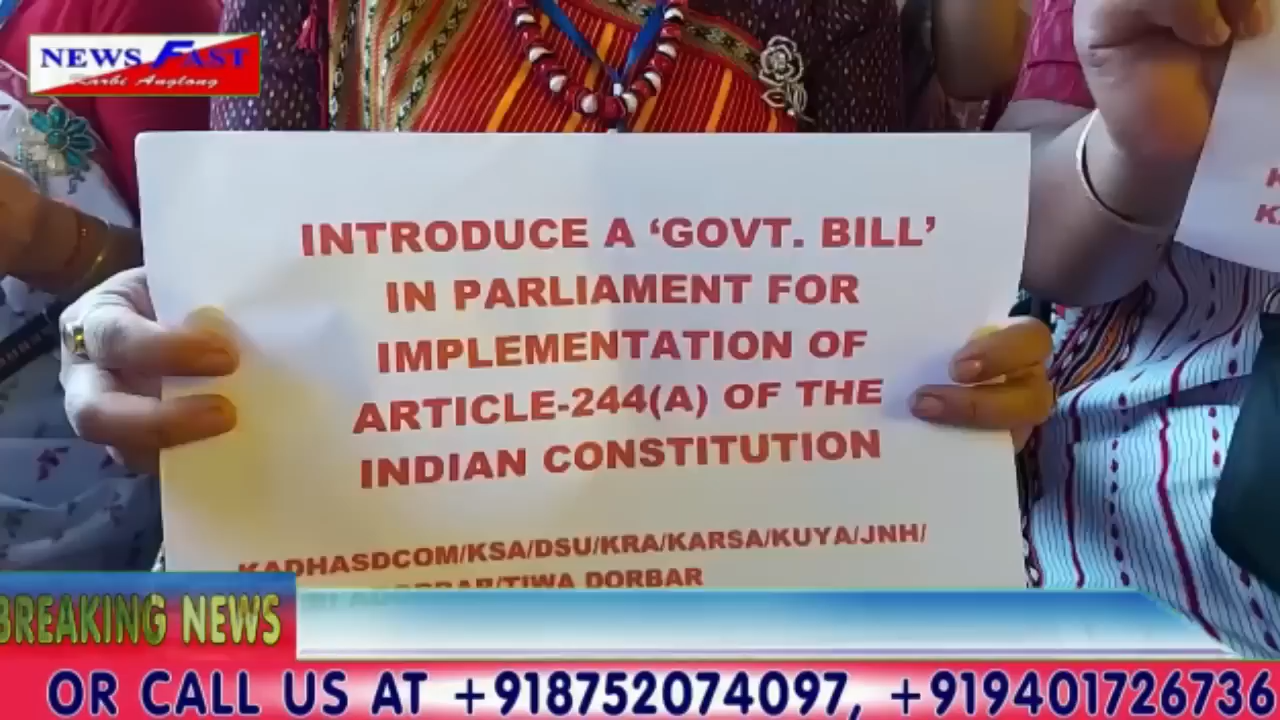 NEWS FAST
Karbi Anglong
INTRODUCE A ‘GOVT. BILL’
IN PARLIAMENT FOR
IMPLEMENTATION OF
ARTICLE-244(A) OF THE
INDIAN CONSTITUTION
KADHASDCOM/KSA/DSU/KRA/KARSA/KUYA/JNH/
DORBAR/TIWA DORBAR
BREAKING NEWS
OR CALL US AT +918752074097, +919401726736